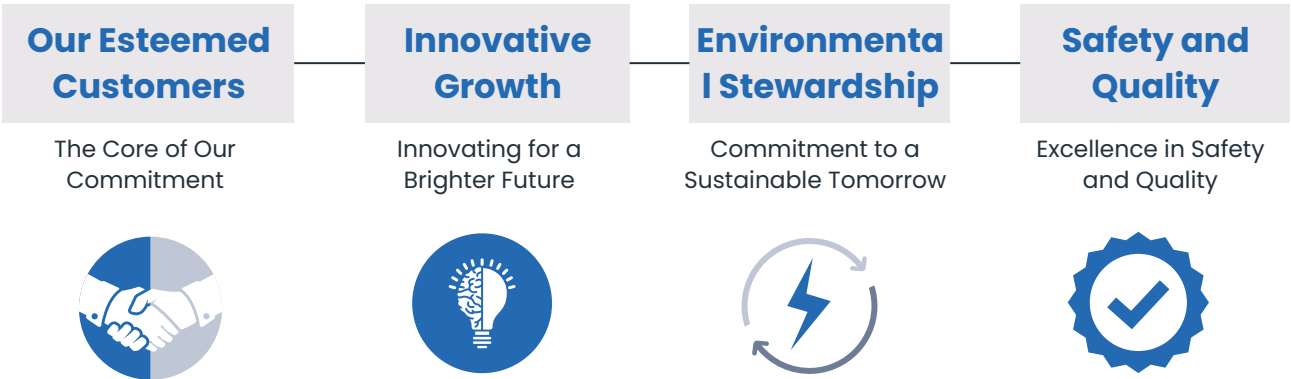 Our Esteemed
Customers
The Core of Our
Commitment
Innovative
Growth
Innovating for a
Brighter Future
Environmenta
l Stewardship
Commitment to a
Sustainable Tomorrow
Safety and
Quality
Excellence in Safety
and Quality